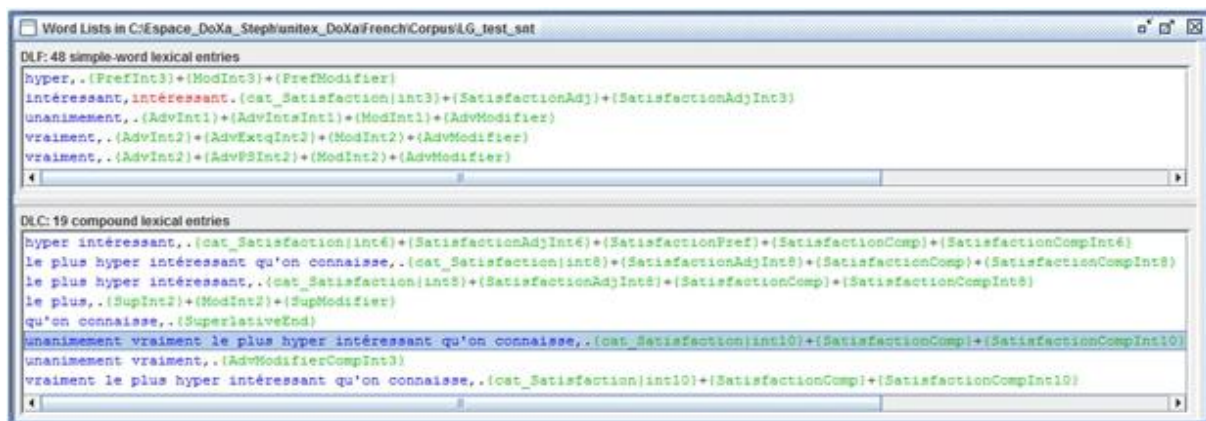 Word Lists in C:\Espace_DoXa_Steph\unitex_DoXa\French\Corpus\LG_test_snt
DLF: 48 simple-word lexical entries
hyper,.{PrefInt3}+{ModInt3}+{PrefModifier}
intéressant,intéressant.{cat_Satisfaction|int3}+{SatisfactionAdj}+{SatisfactionAdjInt3}
unanimement,.{AdvInt1}+{AdvIntsInt1}+{ModInt1}+{AdvModifier}
vraiment,.{AdvInt2}+{AdvExtqInt2}+{ModInt2}+{AdvModifier}
vraiment,.{AdvInt2}+{AdvPSInt2}+{ModInt2}+{AdvModifier}
DLC: 19 compound lexical entries
hyper intéressant,.{cat_Satisfaction|int6}+{SatisfactionAdjInt6}+{SatisfactionPref}+{SatisfactionComp}+{SatisfactionCompInt6}
le plus hyper intéressant qu'on connaisse,.{cat_Satisfaction|int8}+{SatisfactionAdjInt8}+{SatisfactionComp}+{SatisfactionCompInt8}
le plus hyper intéressant,.{cat_Satisfaction|int8}+{SatisfactionAdjInt8}+{SatisfactionComp}+{SatisfactionCompInt8}
le plus,.{SupInt2}+{ModInt2}+{SupModifier}
qu'on connaisse,.{SuperlativeEnd}
unanimement vraiment le plus hyper intéressant qu'on connaisse,.{cat_Satisfaction|int10}+{SatisfactionComp}+{SatisfactionCompInt10}
unanimement vraiment,.{AdvModifierCompInt3}
vraiment le plus hyper intéressant qu'on connaisse,.{cat_Satisfaction|int10}+{SatisfactionComp}+{SatisfactionCompInt10}